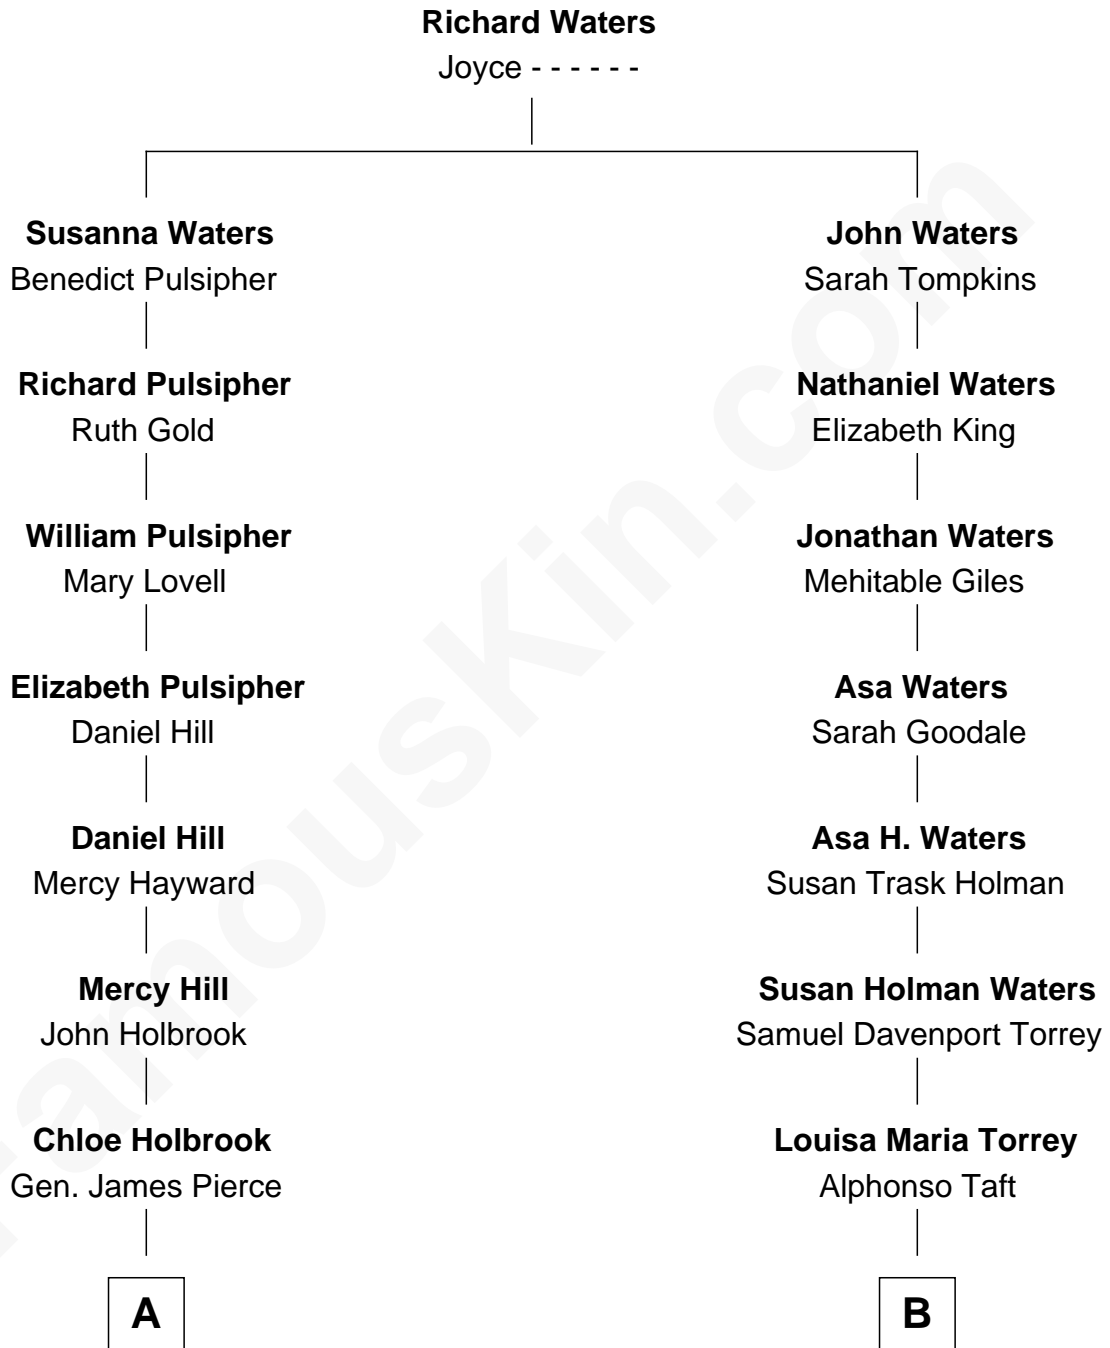 Richard Waters
Joyce - - - - - -
Susanna Waters
Benedict Pulsipher
Richard Pulsipher
Ruth Gold
William Pulsipher
Mary Lovell
Elizabeth Pulsipher
Daniel Hill
Daniel Hill
Mercy Hayward
Mercy Hill
John Holbrook
Chloe Holbrook
Gen. James Pierce
A
John Waters
Sarah Tompkins
Nathaniel Waters
Elizabeth King
Jonathan Waters
Mehitable Giles
Asa Waters
Sarah Goodale
Asa H. Waters
Susan Trask Holman
Susan Holman Waters
Samuel Davenport Torrey
Louisa Maria Torrey
Alphonso Taft
B
FamousKin.com